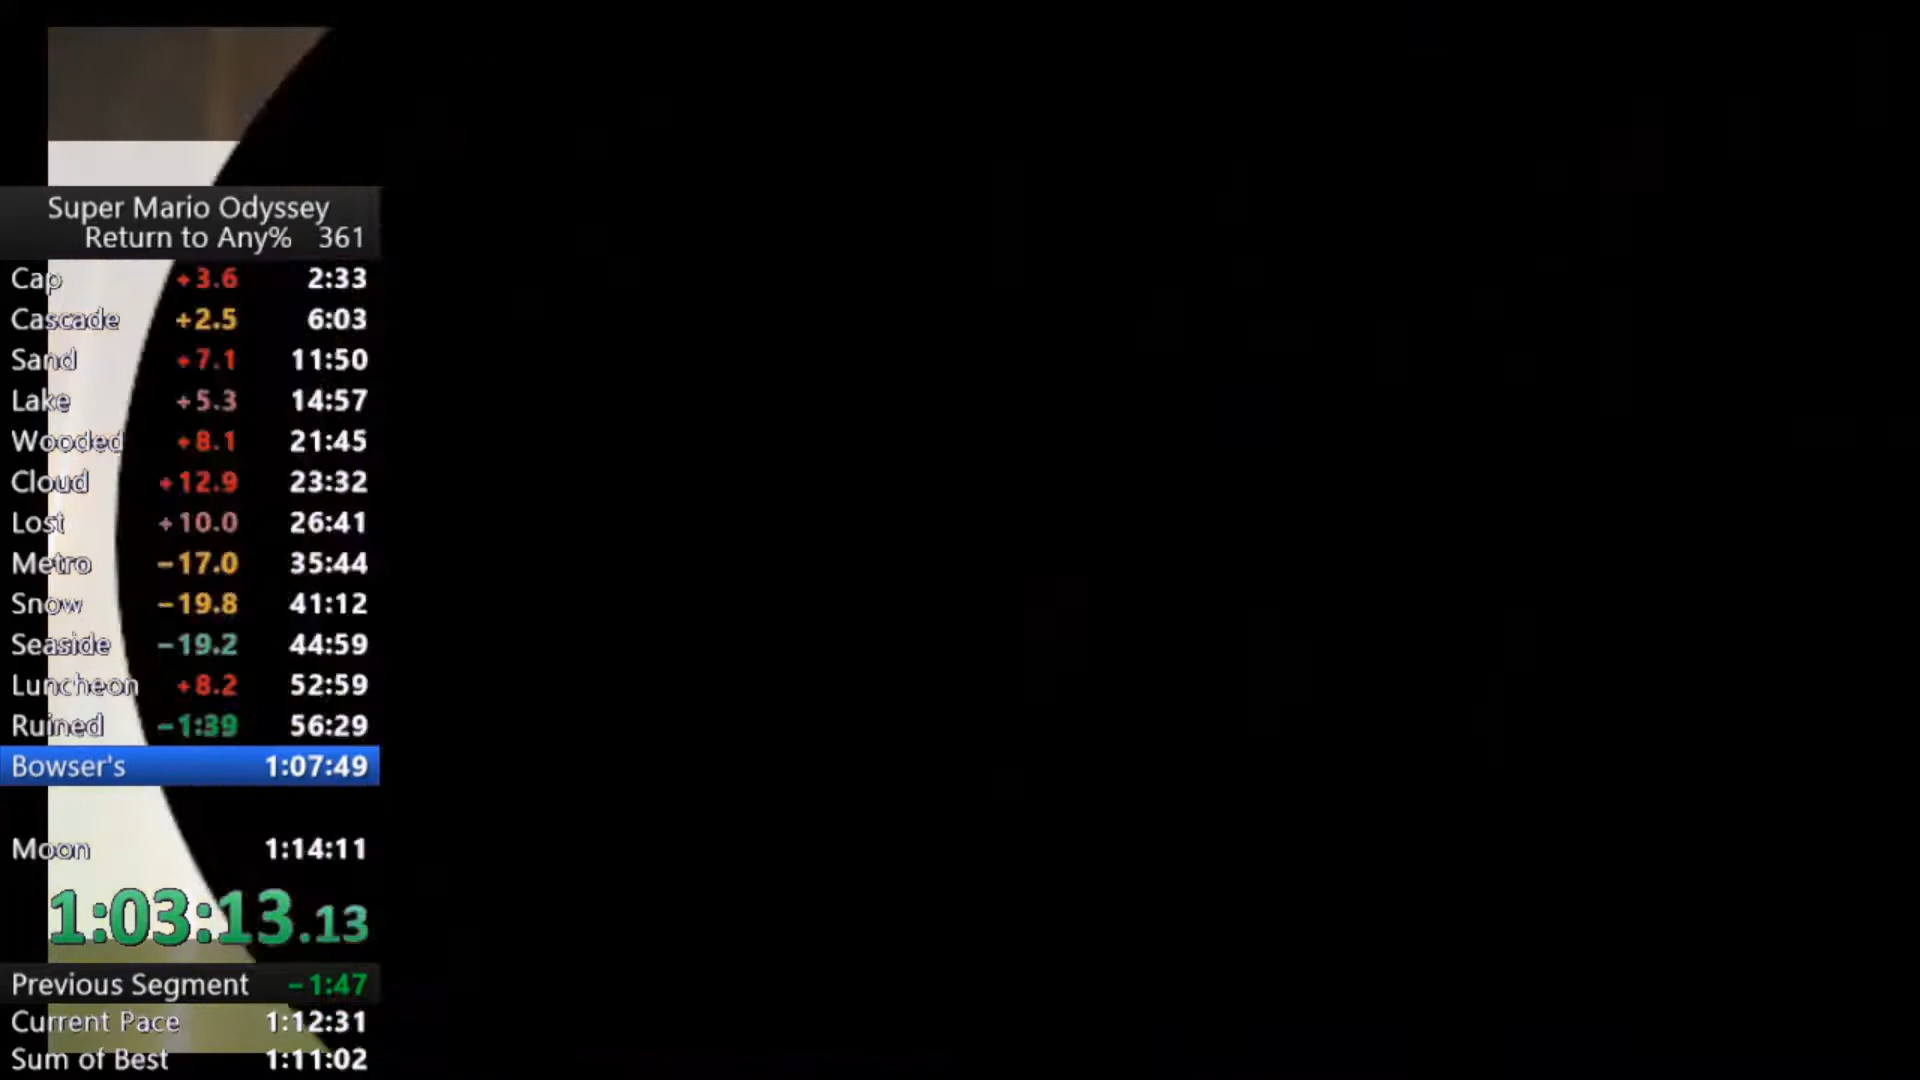 Super Mario Odyssey
Return to Any% 361
Cap +3.6 2:33
Cascade +2.5 6:03
Sand +7.1 11:50
Lake +5.3 14:57
Wooded +8.1 21:45
Cloud +12.9 23:32
Lost +10.0 26:41
Metro −17.0 35:44
Snow −19.8 41:12
Seaside −19.2 44:59
Luncheon +8.2 52:59
Ruined −1:39 56:29
Bowser's 1:07:49
Moon 1:14:11
1:03:13.13
Previous Segment −1:47
Current Pace 1:12:31
Sum of Best 1:11:02